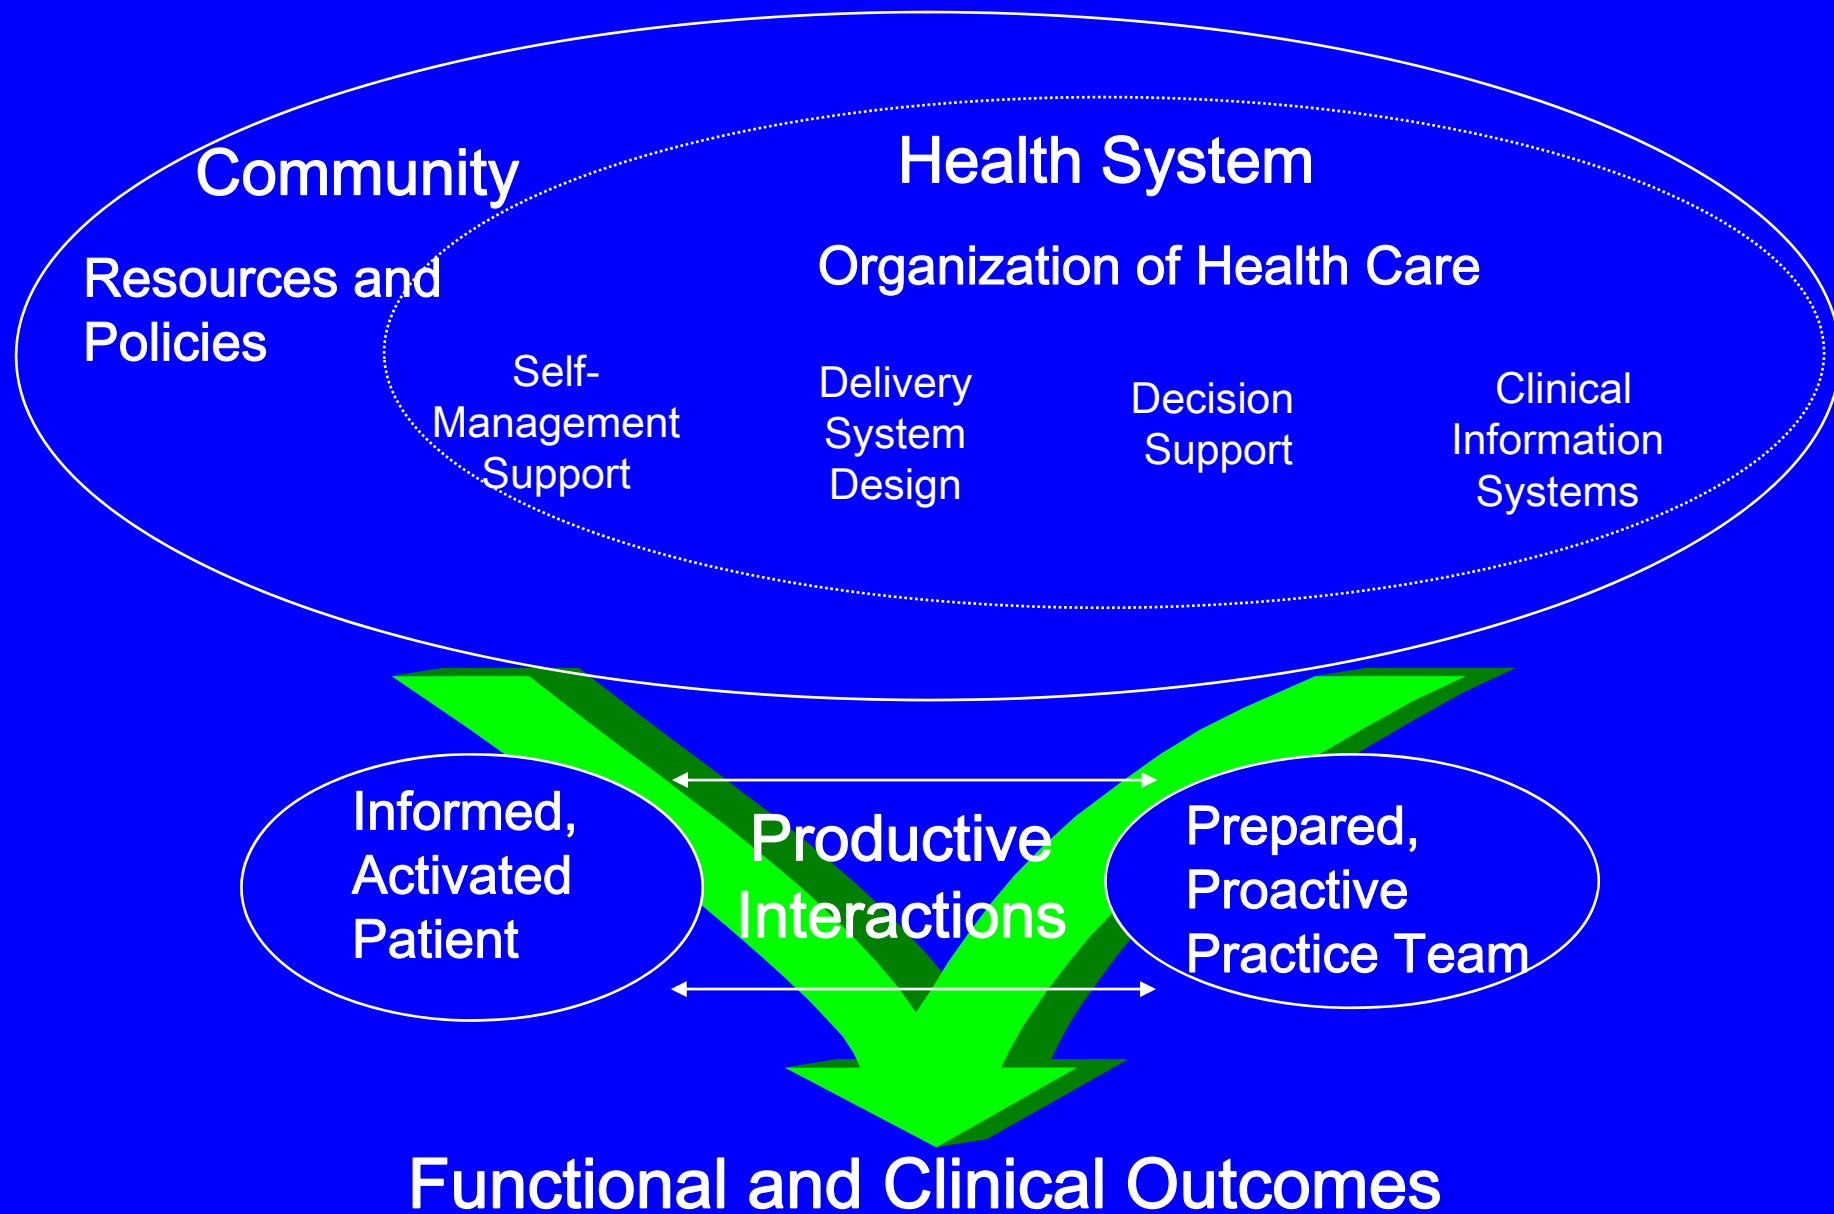 Community
Health System
Resources and
Policies
Organization of Health Care
Self-
Management
Support
Delivery
System
Design
Decision
Support
Clinical
Information
Systems
Informed,
Activated
Patient
Productive
Interactions
Prepared,
Proactive
Practice Team
Functional and Clinical Outcomes